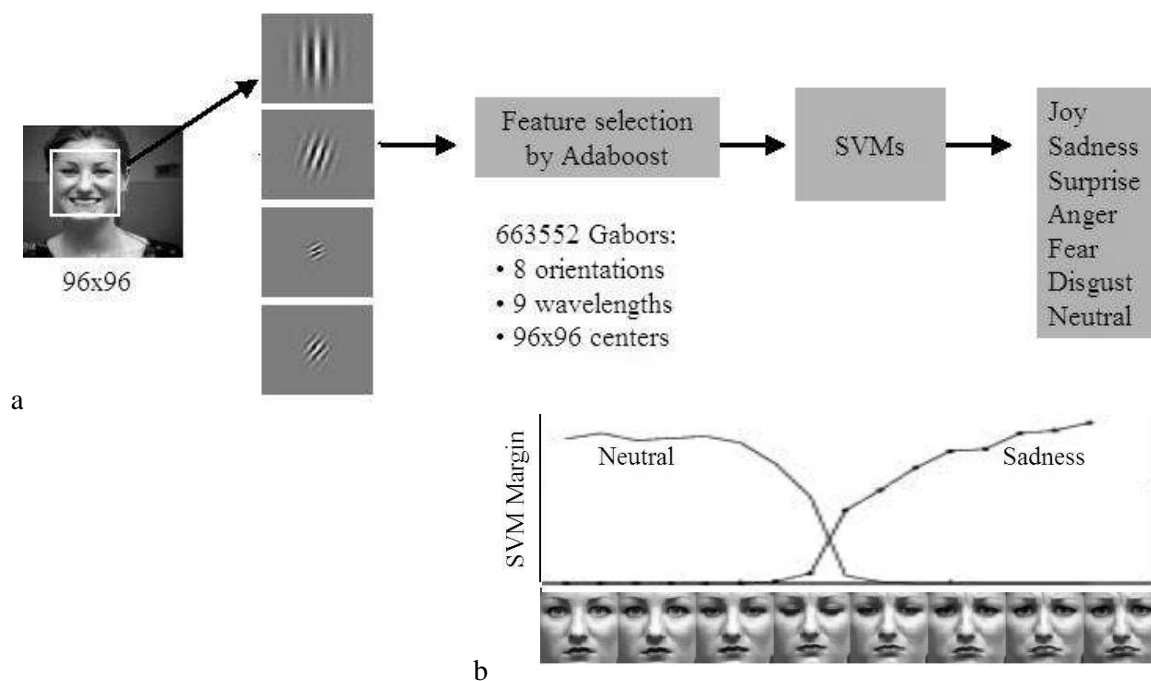 96x96
Feature selection
by Adaboost
663552 Gabors:
• 8 orientations
• 9 wavelengths
• 96x96 centers
SVMs
Joy
Sadness
Surprise
Anger
Fear
Disgust
Neutral
a
SVM Margin
Neutral
Sadness
b